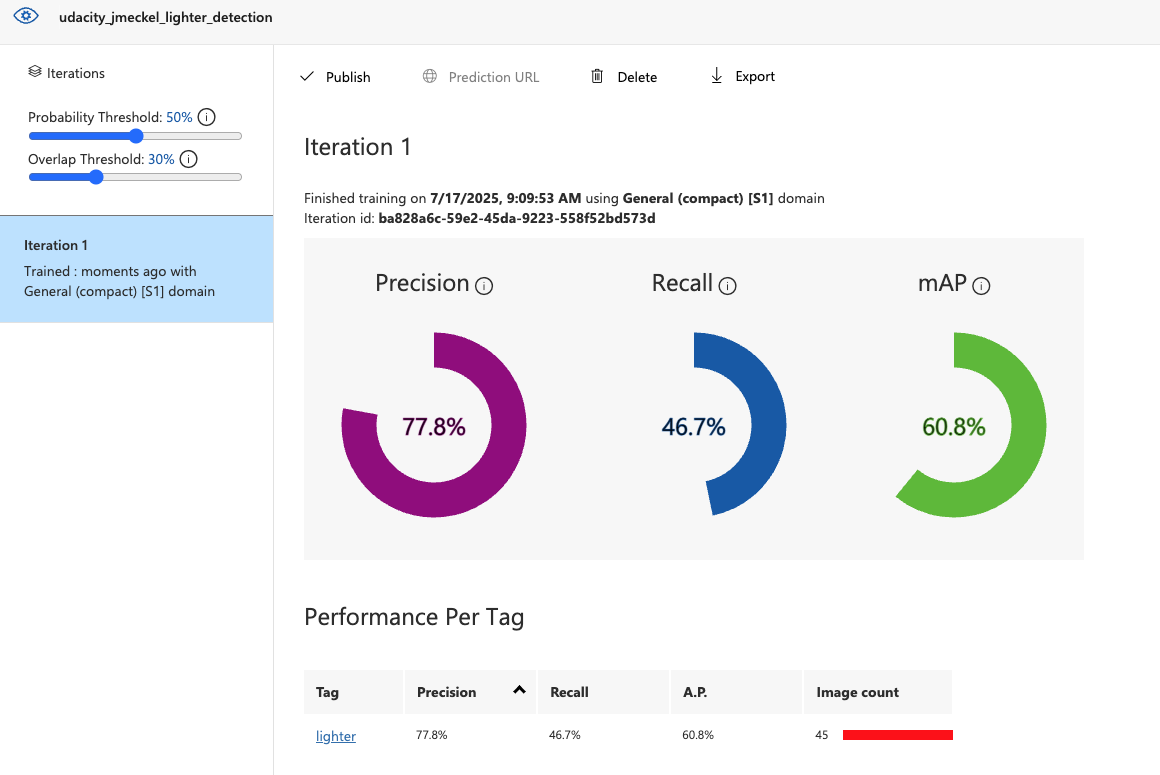 udacity_jmeckel_lighter_detection
Iterations
Probability Threshold: 50%
Overlap Threshold: 30%
Iteration 1
Trained : moments ago with
General (compact) [S1] domain
Publish
Prediction URL
Delete
Export
Iteration 1
Finished training on 7/17/2025, 9:09:53 AM using General (compact) [S1] domain
Iteration id: ba828a6c-59e2-45da-9223-558f52bd573d
Precision
Recall
mAP
77.8%
46.7%
60.8%
Performance Per Tag
Tag Precision Recall A.P. Image count
lighter 77.8% 46.7% 60.8% 45